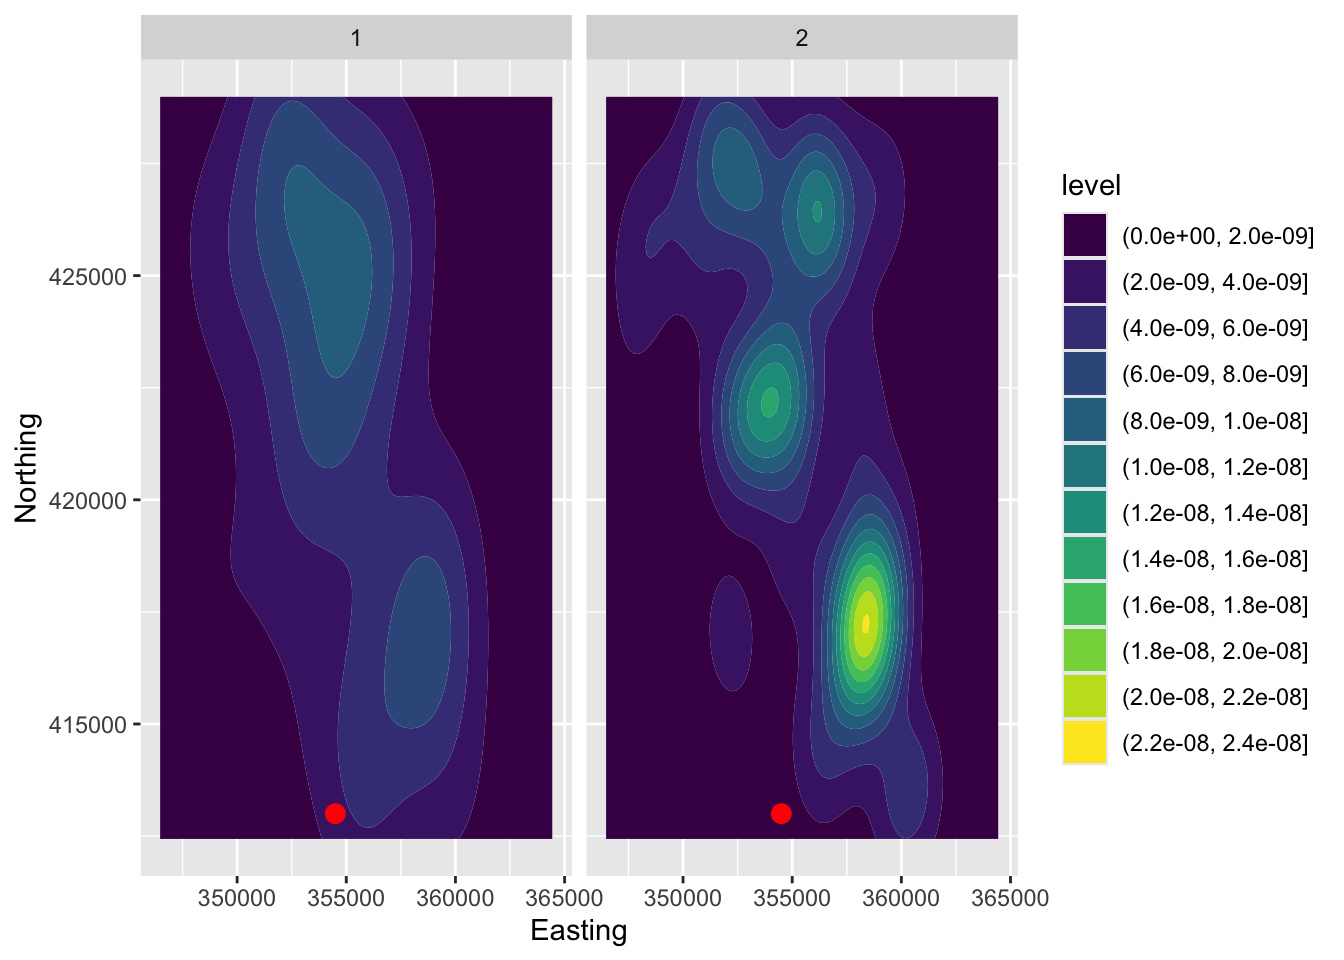 1
2
425000
420000
415000
Northing
350000
355000
360000
365000
350000
355000
360000
365000
Easting
level
(0.0e+00, 2.0e-09]
(2.0e-09, 4.0e-09]
(4.0e-09, 6.0e-09]
(6.0e-09, 8.0e-09]
(8.0e-09, 1.0e-08]
(1.0e-08, 1.2e-08]
(1.2e-08, 1.4e-08]
(1.4e-08, 1.6e-08]
(1.6e-08, 1.8e-08]
(1.8e-08, 2.0e-08]
(2.0e-08, 2.2e-08]
(2.2e-08, 2.4e-08]